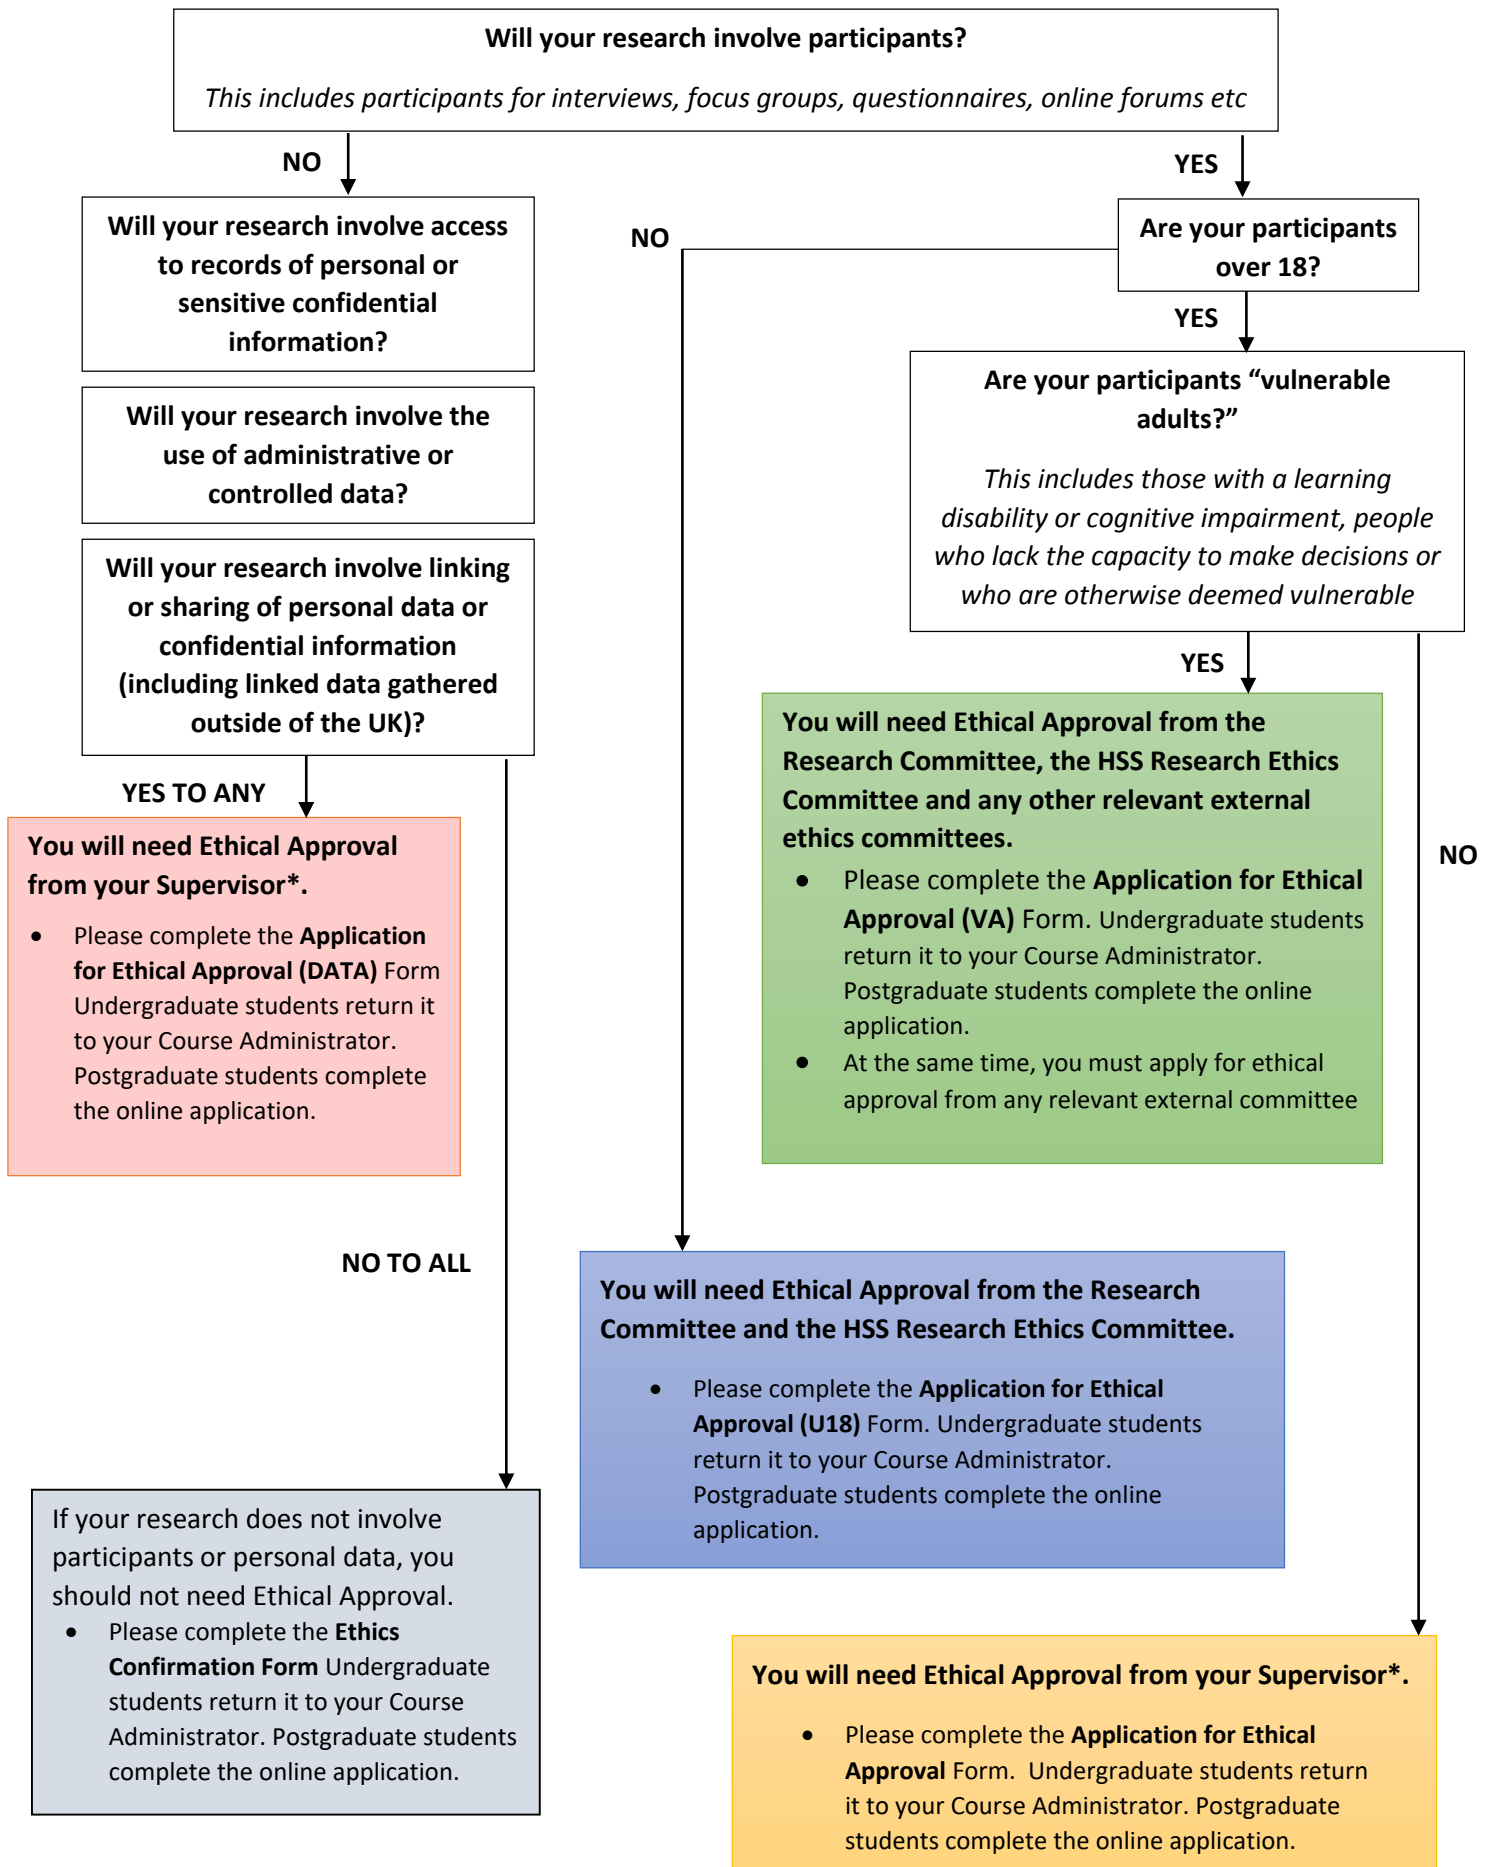 Will your research involve participants?
This includes participants for interviews, focus groups, questionnaires, online forums etc
NO
YES
Will your research involve access
to records of personal or
sensitive confidential
information?
Will your research involve the
use of administrative or
controlled data?
Will your research involve linking
or sharing of personal data or
confidential information
(including linked data gathered
outside of the UK)?
YES TO ANY
You will need Ethical Approval
from your Supervisor*.
• Please complete the Application
for Ethical Approval (DATA) Form
Undergraduate students return it
to your Course Administrator.
Postgraduate students complete
the online application.
NO TO ALL
If your research does not involve
participants or personal data, you
should not need Ethical Approval.
• Please complete the Ethics
Confirmation Form Undergraduate
students return it to your Course
Administrator. Postgraduate students
complete the online application.
Are your participants
over 18?
NO
YES
Are your participants “vulnerable
adults?”
This includes those with a learning
disability or cognitive impairment, people
who lack the capacity to make decisions or
who are otherwise deemed vulnerable
YES
NO
You will need Ethical Approval from the
Research Committee, the HSS Research Ethics
Committee and any other relevant external
ethics committees.
• Please complete the Application for Ethical
Approval (VA) Form. Undergraduate students
return it to your Course Administrator.
Postgraduate students complete the online
application.
• At the same time, you must apply for ethical
approval from any relevant external committee
You will need Ethical Approval from the Research
Committee and the HSS Research Ethics Committee.
• Please complete the Application for Ethical
Approval (U18) Form. Undergraduate students
return it to your Course Administrator.
Postgraduate students complete the online
application.
You will need Ethical Approval from your Supervisor*.
• Please complete the Application for Ethical
Approval Form. Undergraduate students return
it to your Course Administrator. Postgraduate
students complete the online application.